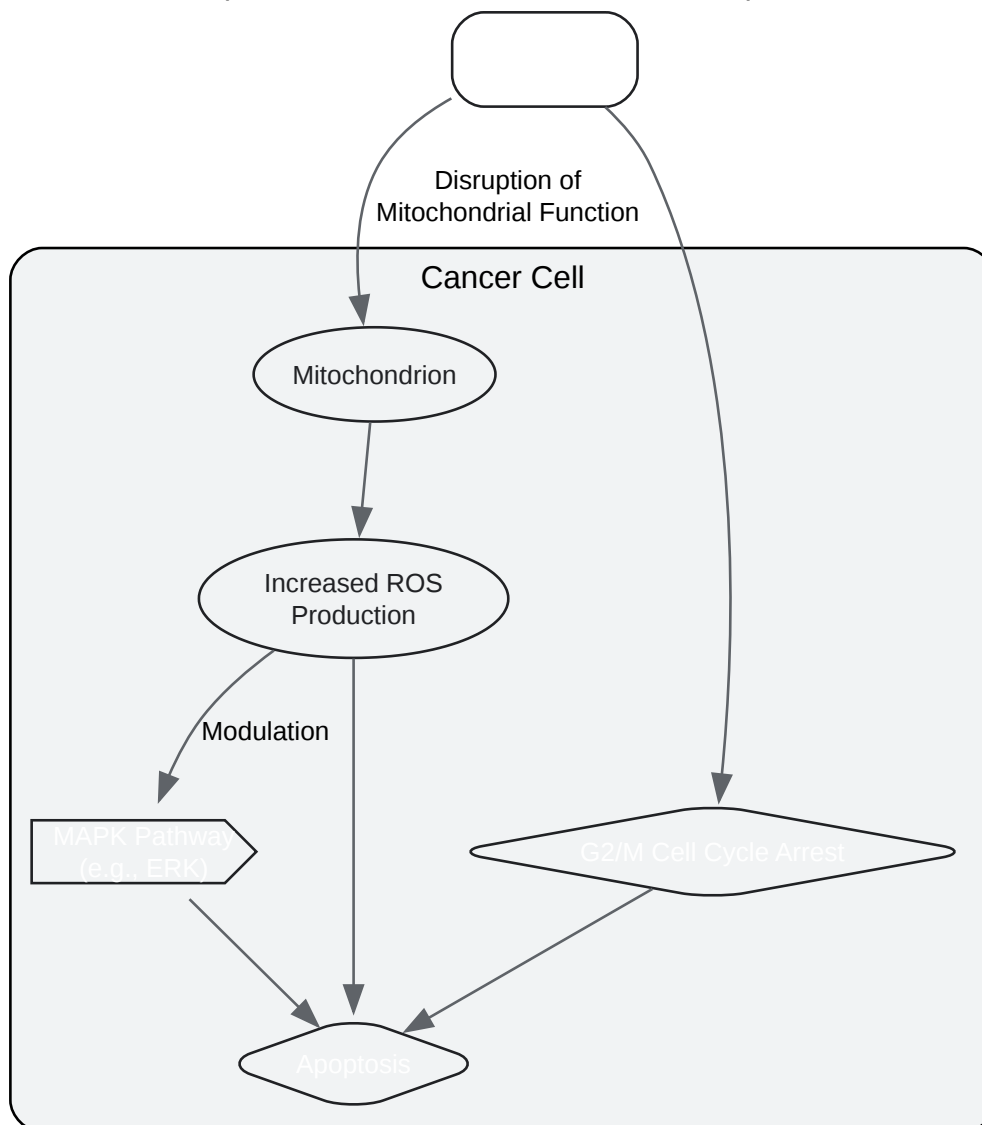 Disruption of
Mitochondrial Function
Cancer Cell
Mitochondrion
Increased ROS
Production
Modulation
MAPK Pathway
(e.g., ERK)
G2/M Cell Cycle Arrest
Apoptosis